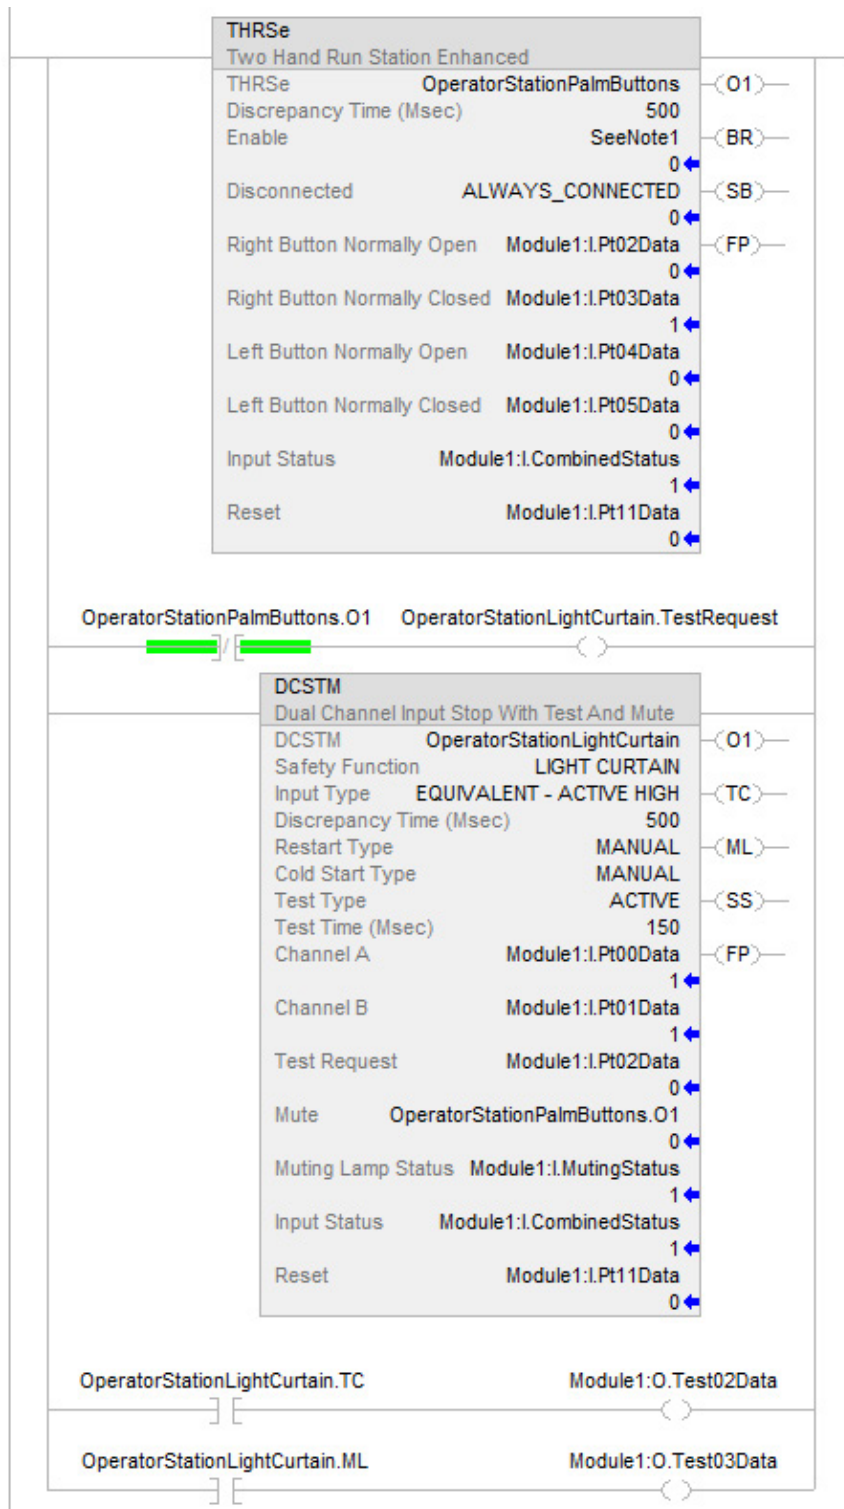 THRSe
Two Hand Run Station Enhanced
THRSe OperatorStationPalmButtons O1
Discrepancy Time (Msec) 500
Enable SeeNote1 BR
0
Disconnected ALWAYS_CONNECTED SB
0
Right Button Normally Open Module1:I.Pt02Data FP
0
Right Button Normally Closed Module1:I.Pt03Data
1
Left Button Normally Open Module1:I.Pt04Data
0
Left Button Normally Closed Module1:I.Pt05Data
0
Input Status Module1:I.CombinedStatus
1
Reset Module1:I.Pt11Data
0
OperatorStationPalmButtons.O1 OperatorStationLightCurtain.TestRequest
DCSTM
Dual Channel Input Stop With Test And Mute
DCSTM OperatorStationLightCurtain O1
Safety Function LIGHT CURTAIN
Input Type EQUIVALENT - ACTIVE HIGH TC
Discrepancy Time (Msec) 500
Restart Type MANUAL ML
Cold Start Type MANUAL
Test Type ACTIVE SS
Test Time (Msec) 150
Channel A Module1:I.Pt00Data FP
1
Channel B Module1:I.Pt01Data
1
Test Request Module1:I.Pt02Data
0
Mute OperatorStationPalmButtons.O1
0
Muting Lamp Status Module1:I.MutingStatus
1
Input Status Module1:I.CombinedStatus
1
Reset Module1:I.Pt11Data
0
OperatorStationLightCurtain.TC Module1:O.Test02Data
OperatorStationLightCurtain.ML Module1:O.Test03Data